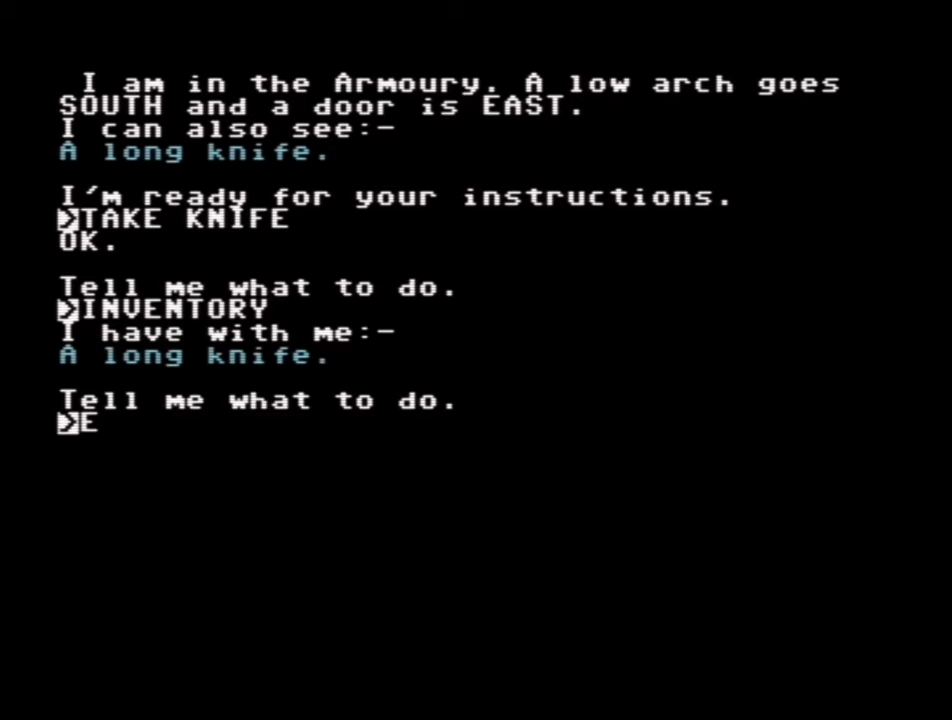 I am in the Armoury. A low arch goes
SOUTH and a door is EAST.
I can also see:-
A long knife.
I'm ready for your instructions.
>TAKE KNIFE
OK.
Tell me what to do.
>INVENTORY
I have with me:-
A long knife.
Tell me what to do.
>E